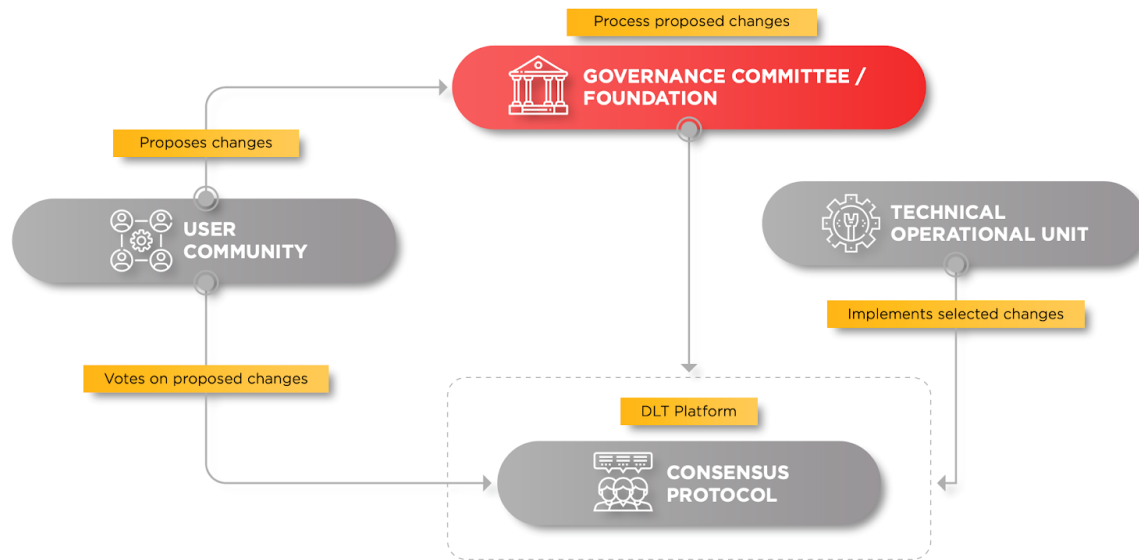 Process proposed changes
GOVERNANCE COMMITTEE /
FOUNDATION
Proposes changes
USER
COMMUNITY
TECHNICAL
OPERATIONAL UNIT
Implements selected changes
Votes on proposed changes
DLT Platform
CONSENSUS
PROTOCOL